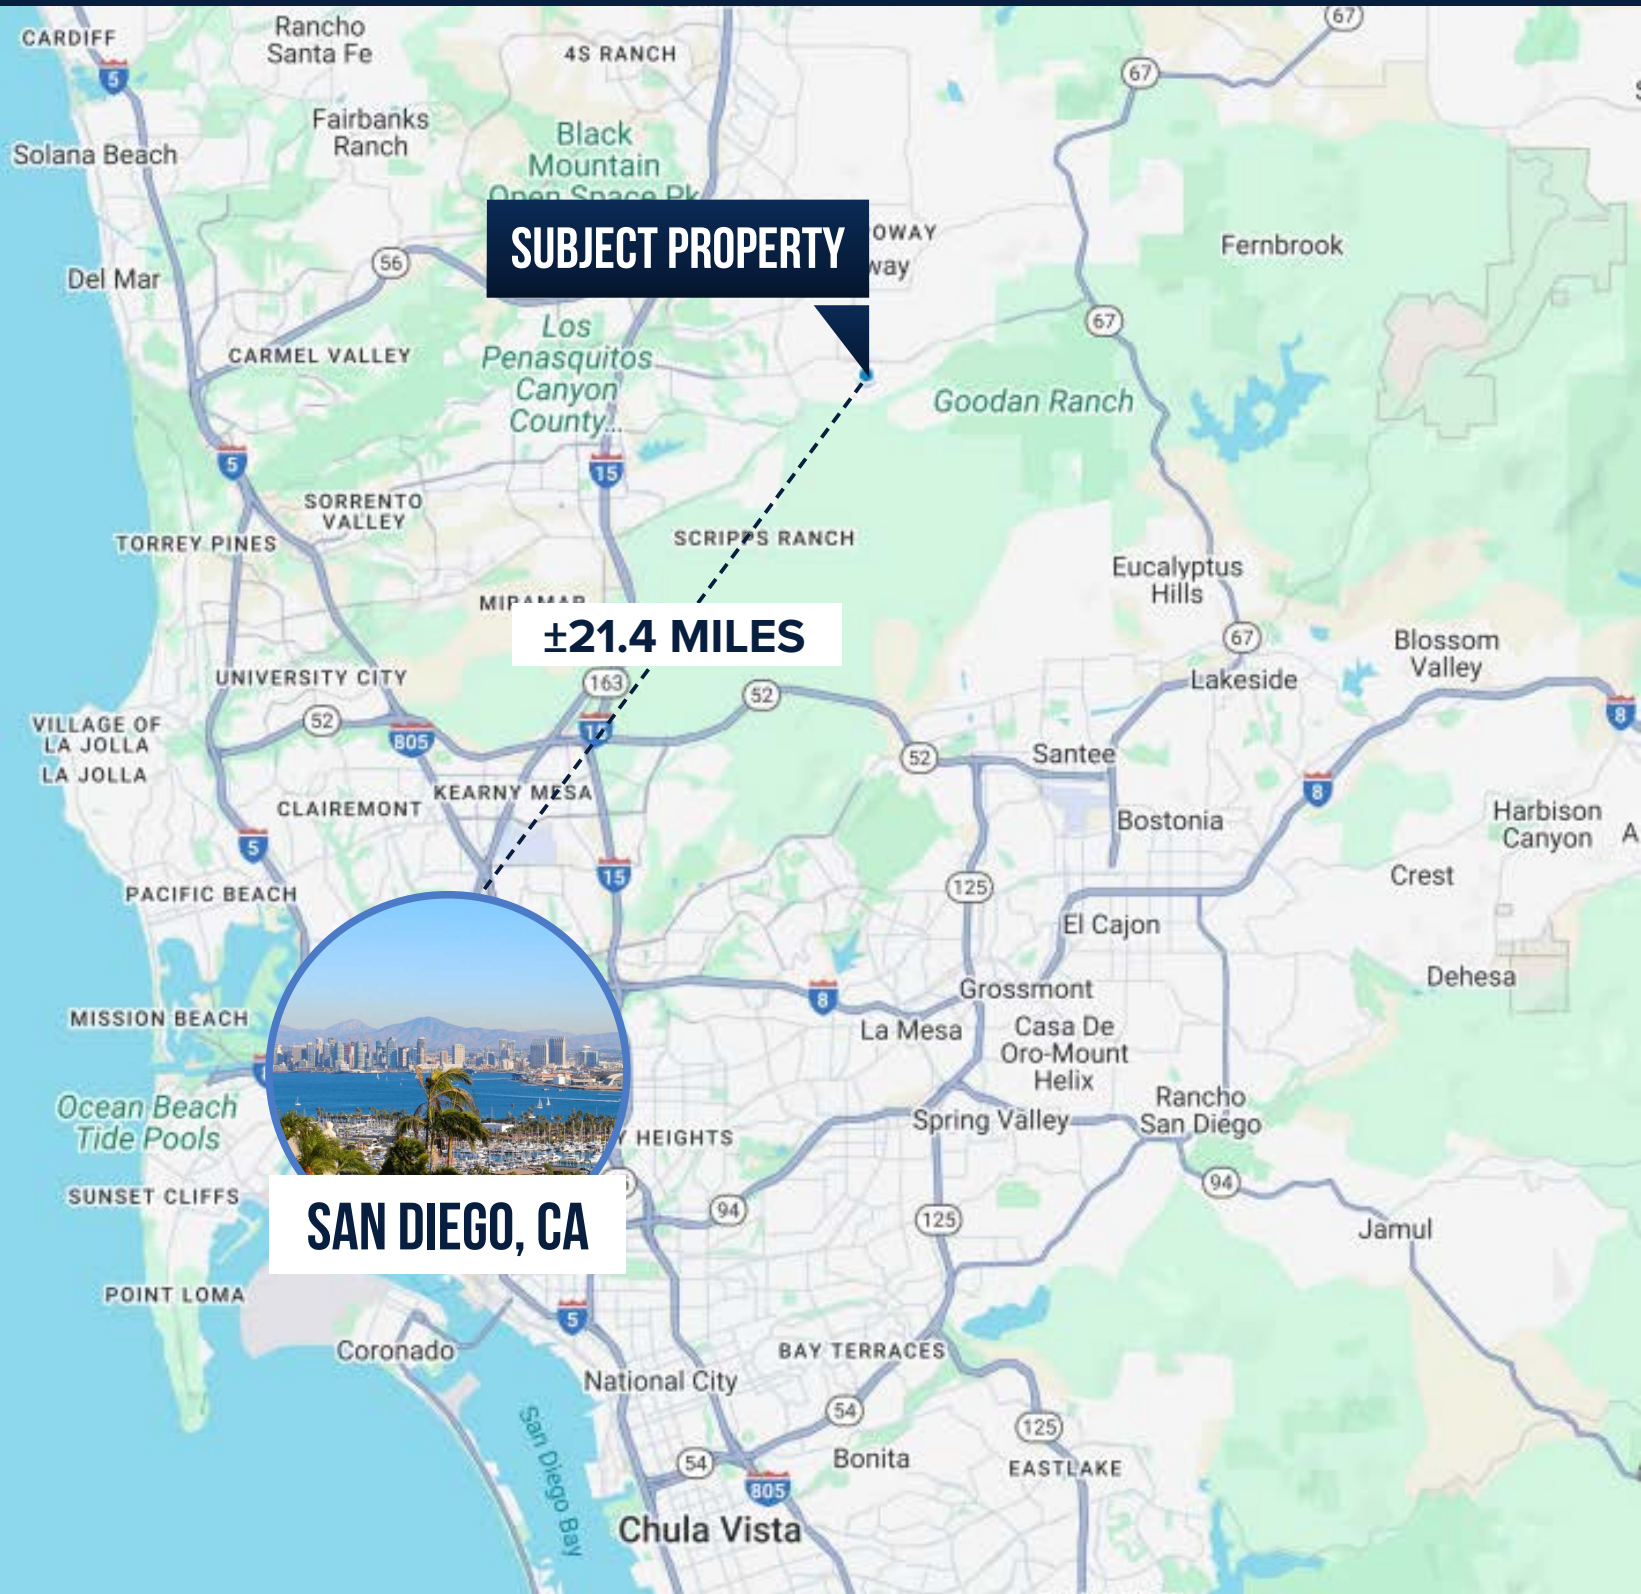 CARDIFF
Rancho
Santa Fe
4S RANCH
67
67
5
Fairbanks
Ranch
Black
Mountain
Open Space Pk
Solana Beach
SUBJECT PROPERTY
OWAY
way
Fernbrook
56
Del Mar
67
Los
Penasquitos
Canyon
County...
CARMEL VALLEY
Goodan Ranch
5
15
SORRENTO
VALLEY
SCRIPPS RANCH
TORREY PINES
Eucalyptus
Hills
MIRAMAR
±21.4 MILES
67
Blossom
Valley
UNIVERSITY CITY
163
52
Lakeside
VILLAGE OF
LA JOLLA
52
805
15
8
LA JOLLA
52
Santee
KEARNY MESA
8
CLAIREMONT
Bostonia
Harbison
Canyon
A
5
15
125
Crest
PACIFIC BEACH
El Cajon
Dehesa
8
Grossmont
MISSION BEACH
La Mesa
Casa De
Oro-Mount
Helix
Ocean Beach
Tide Pools
Rancho
San Diego
Spring Valley
Y HEIGHTS
SUNSET CLIFFS
94
94
SAN DIEGO, CA
125
Jamul
POINT LOMA
5
Coronado
BAY TERRACES
National City
54
125
San Diego Bay
Bonita
54
EASTLAKE
805
Chula Vista